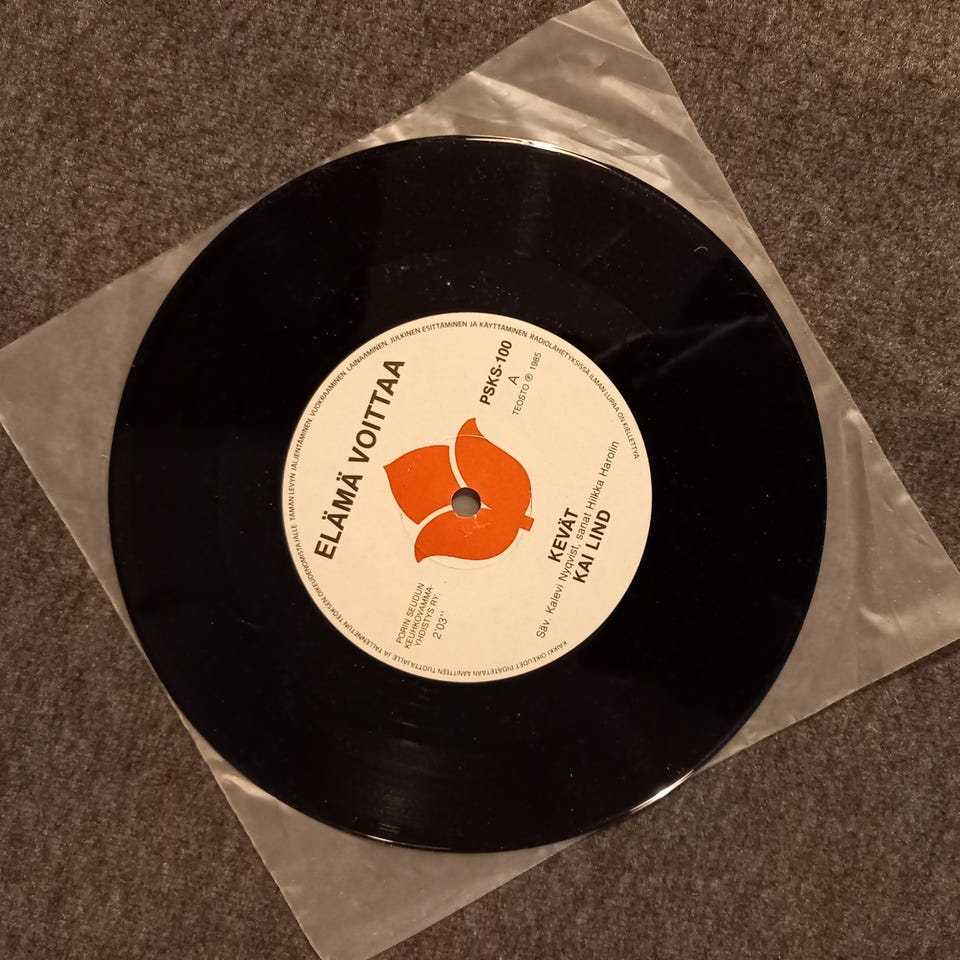 ELÄMÄ VOITTAA
PSKS-100
A
TEOSTO Ⓟ 1985
PORIN SEUDUN
KEUHKOVAMMA-
YHDISTYS RY.
2'03''
KEVÄT
Säv. Kalevi Nyqvist, sanat Hilkka Harolin
KAI LIND
KAIKKI OIKEUDET PIDÄTETÄÄN ÄÄNITTEEN TUOTTAJALLE JA TALLENNETUN TEOKSEN OIKEUDENOMISTAJALLE. TÄMÄN LEVYN JÄLJENTÄMINEN, VUOKRAAMINEN, LAINAAMINEN, JULKINEN ESITTÄMINEN JA KÄYTTÄMINEN RADIOLÄHETYKSISSÄ ILMAN LUPAA ON KIELLETTYÄ